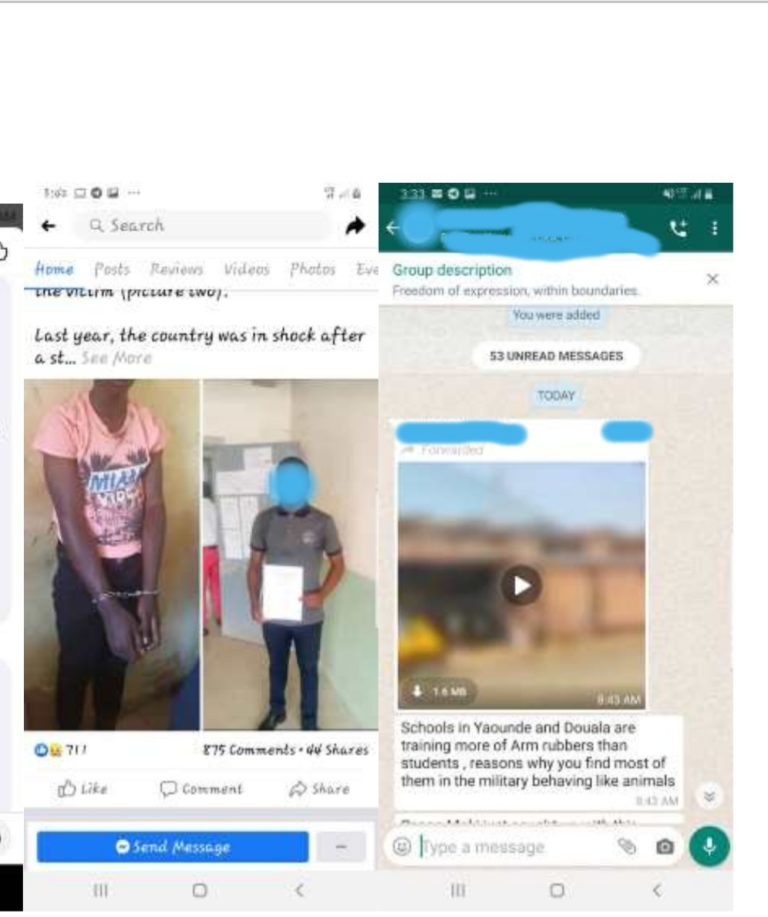 Search
Home Posts Reviews Videos Photos Eve
the victim (picture two).
Last year, the country was in shock after
a st... See More
MIAMI
711
875 Comments • 44 Shares
Like Comment Share
Send Message
3:33
Group description
Freedom of expression, within boundaries.
You were added
53 UNREAD MESSAGES
TODAY
Forwarded
1.6 MB
8:43 AM
Schools in Yaounde and Douala are
training more of Arm rubbers than
students , reasons why you find most of
them in the military behaving like animals
8:43 AM
Type a message